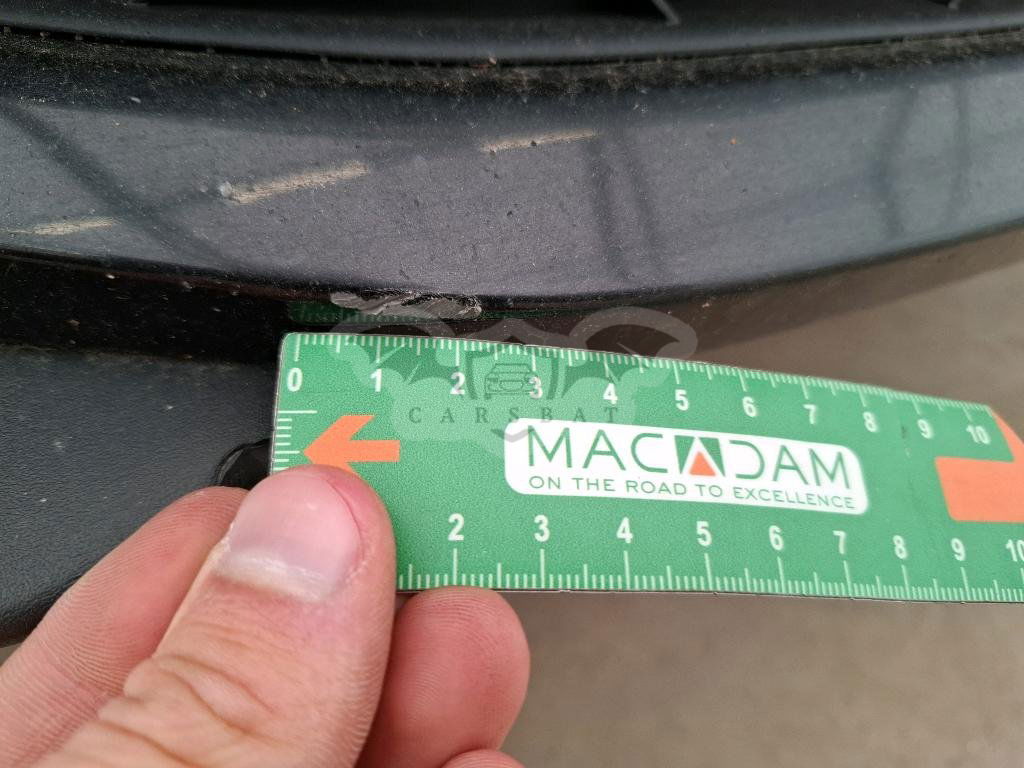 0 1 2 3 4 5 6 7 8 9 10
CARSBAT
MACADAM
ON THE ROAD TO EXCELLENCE
2 3 4 5 6 7 8 9 10